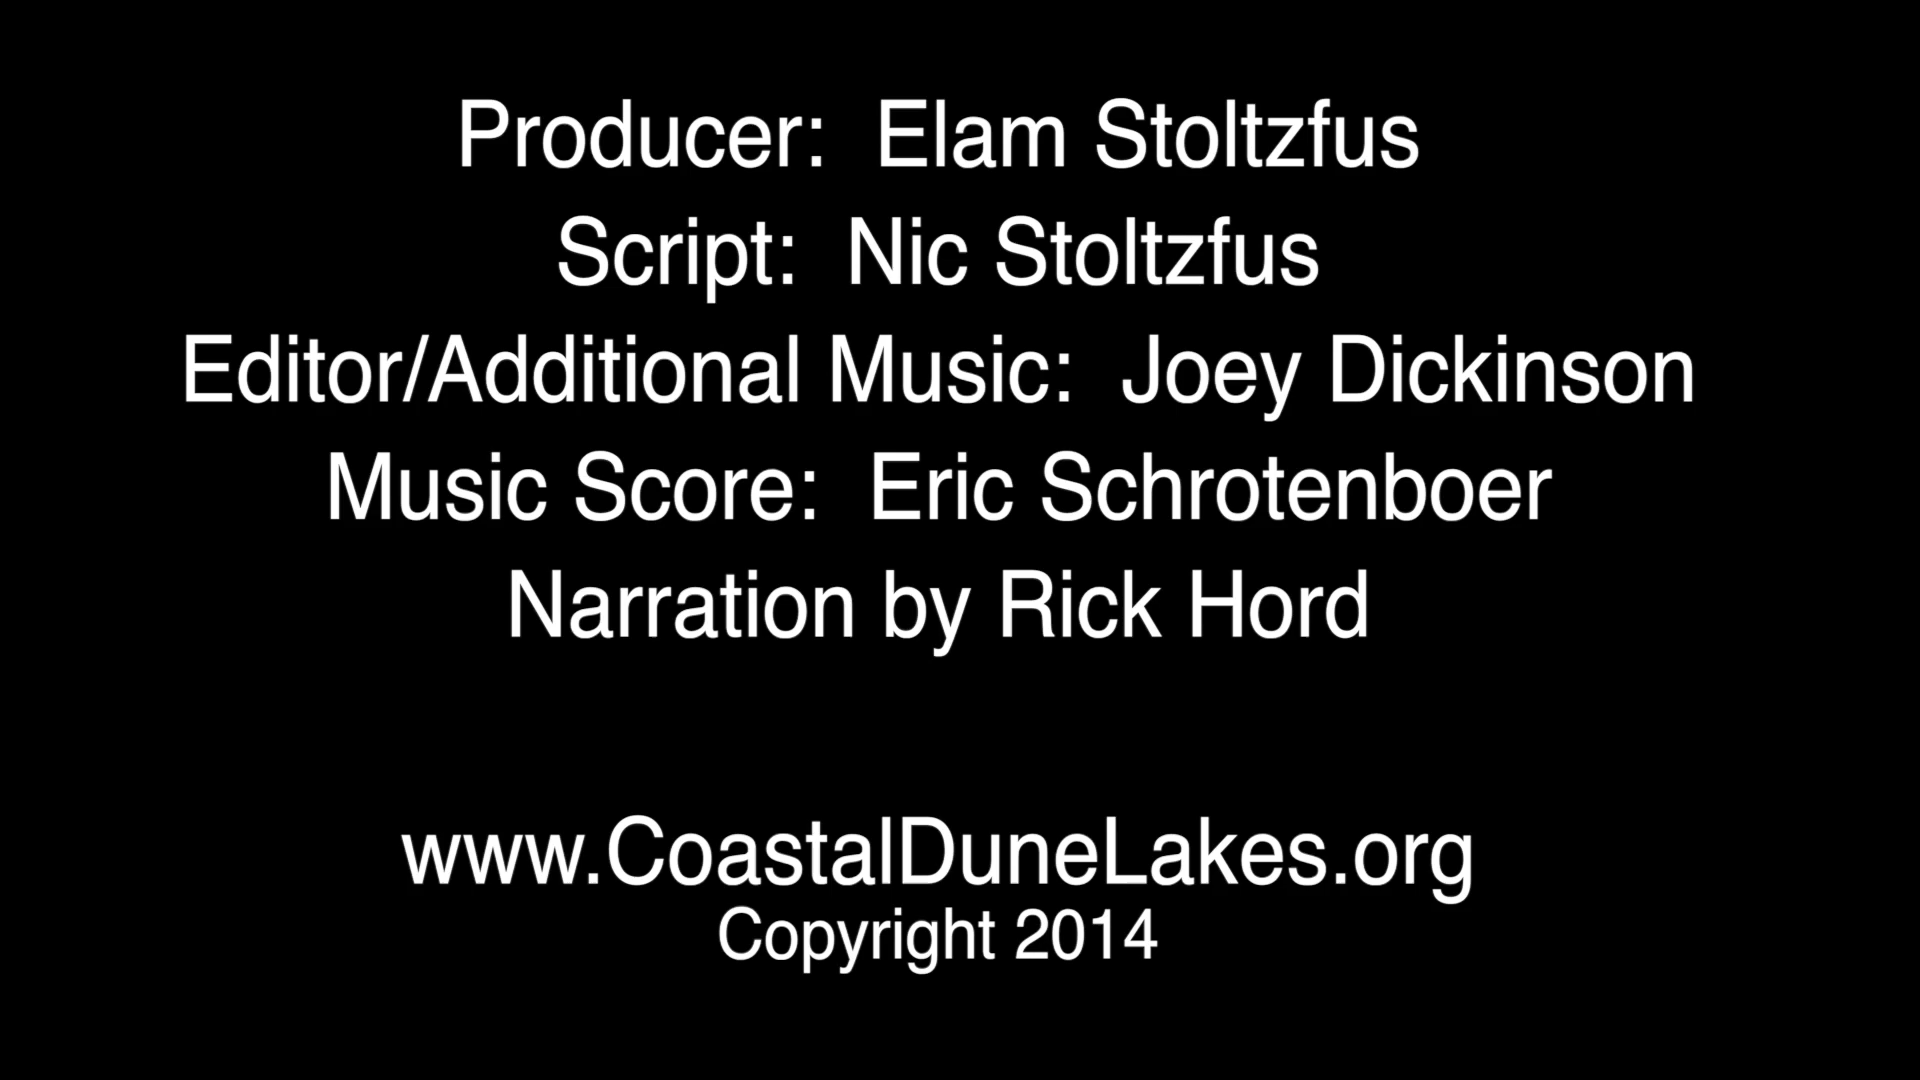 Producer:  Elam Stoltzfus
Script:  Nic Stoltzfus
Editor/Additional Music:  Joey Dickinson
Music Score:  Eric Schrotenboer
Narration by Rick Hord
www.CoastalDuneLakes.org
Copyright 2014